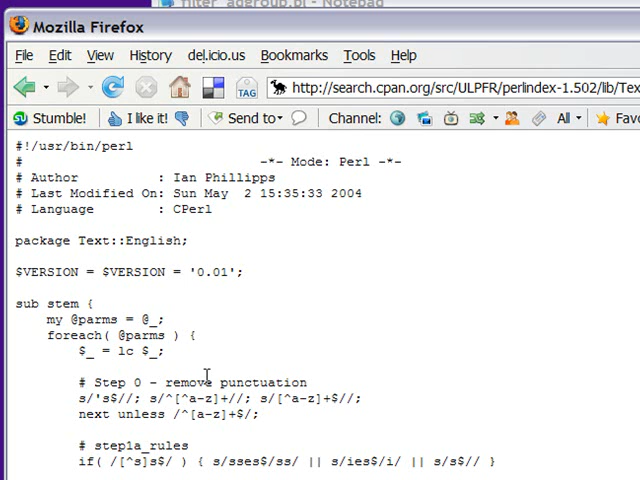 filter_adgroup.pl - Notepad
Mozilla Firefox
File Edit View History del.icio.us Bookmarks Tools Help
TAG http://search.cpan.org/src/ULPFR/perlindex-1.502/lib/Tex
Stumble! I like it! Send to Channel: All Favo
#!/usr/bin/perl
# -*- Mode: Perl -*-
# Author : Ian Phillipps
# Last Modified On: Sun May 2 15:35:33 2004
# Language : CPerl
package Text::English;
$VERSION = $VERSION = '0.01';
sub stem {
my @parms = @_;
foreach( @parms ) {
$_ = lc $_;
# Step 0 - remove punctuation
s/'s$//; s/^[^a-z]+//; s/[^a-z]+$//;
next unless /^[a-z]+$/;
# step1a_rules
if( /[^s]s$/ ) { s/sses$/ss/ || s/ies$/i/ || s/s$// }